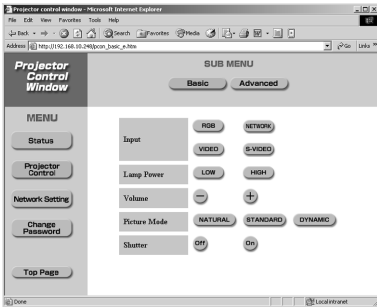 Projector control window - Microsoft Internet Explorer
File Edit View Favorites Tools Help
Back Search Favorites Media
Address http://192.168.10.248/pcon_basic_e.htm Go Links
Projector
Control
Window
SUB MENU
Basic Advanced
MENU
Status
Projector
Control
Network Setting
Change
Password
Top Page
Input RGB NETWORK
VIDEO S-VIDEO
Lamp Power LOW HIGH
Volume − +
Picture Mode NATURAL STANDARD DYNAMIC
Shutter Off On
Done Local intranet